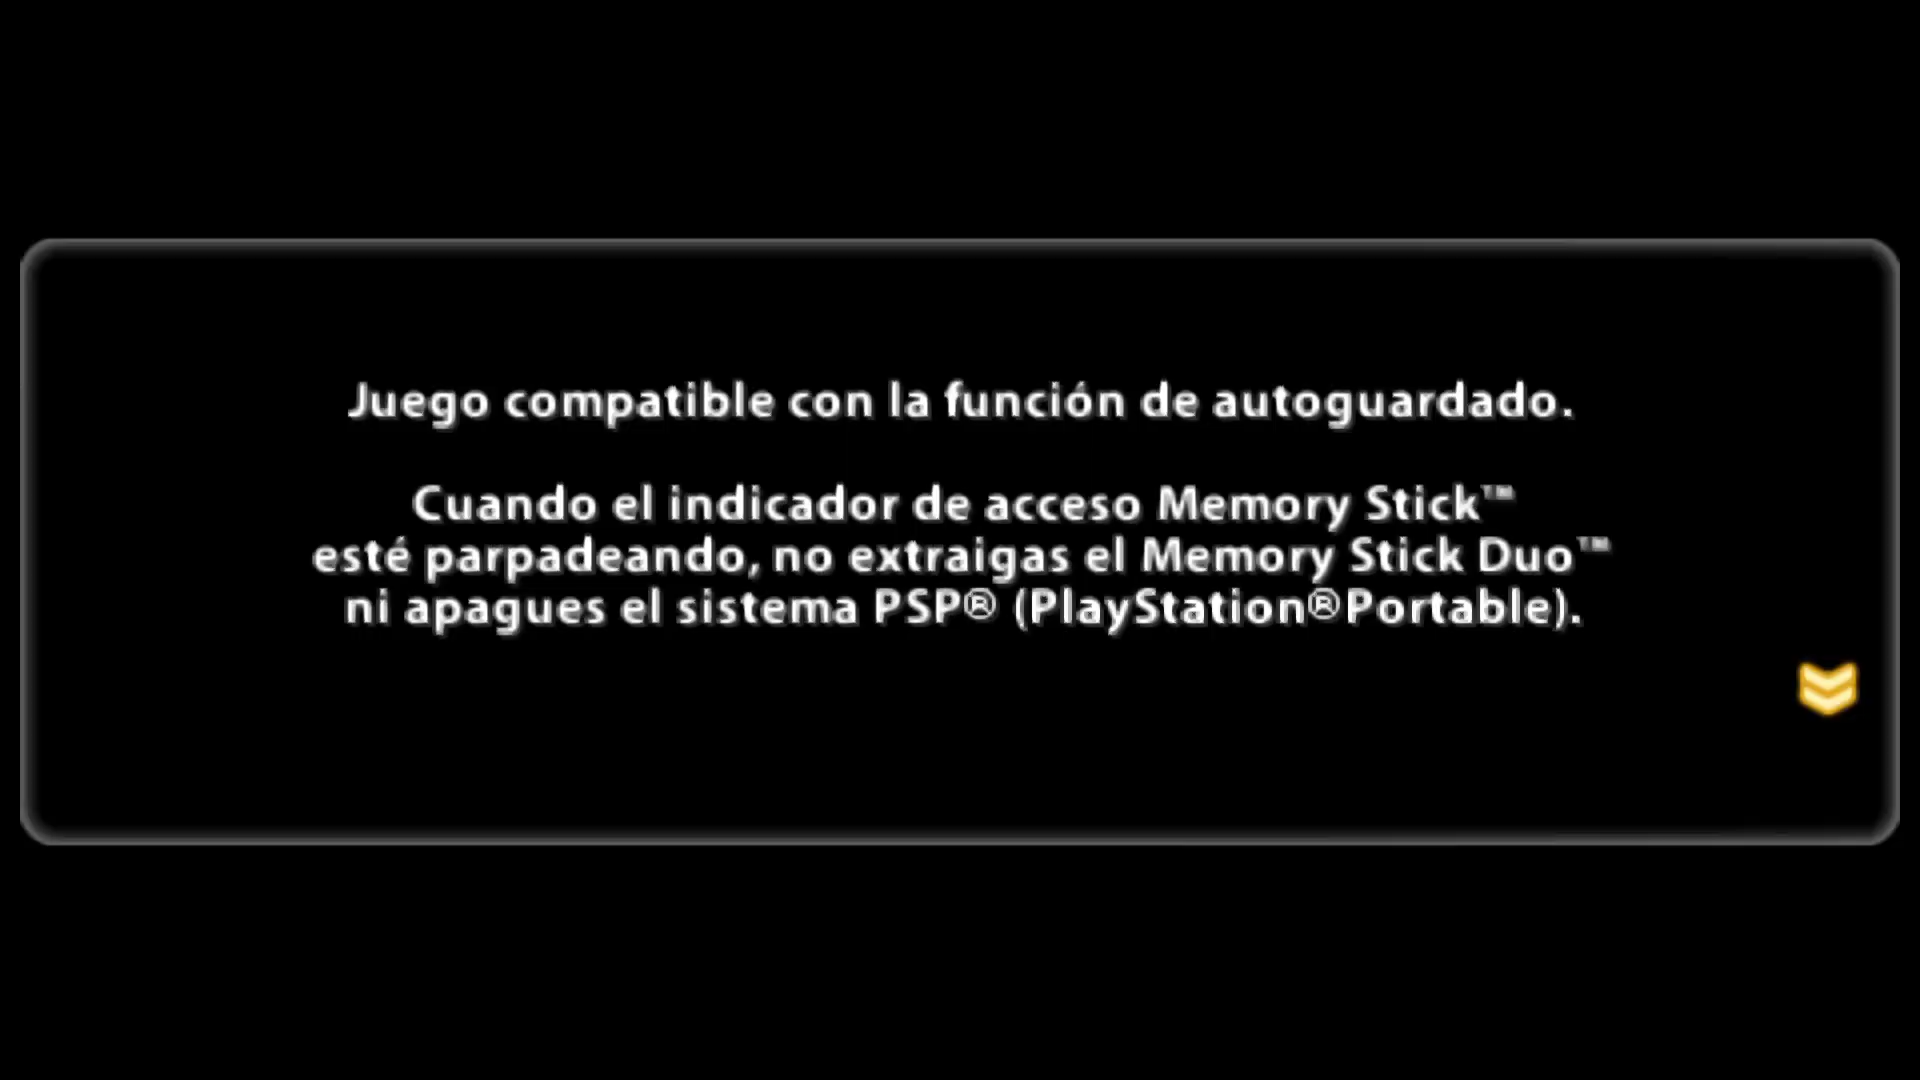 Juego compatible con la función de autoguardado.
Cuando el indicador de acceso Memory Stick™
esté parpadeando, no extraigas el Memory Stick Duo™
ni apagues el sistema PSP® (PlayStation®Portable).